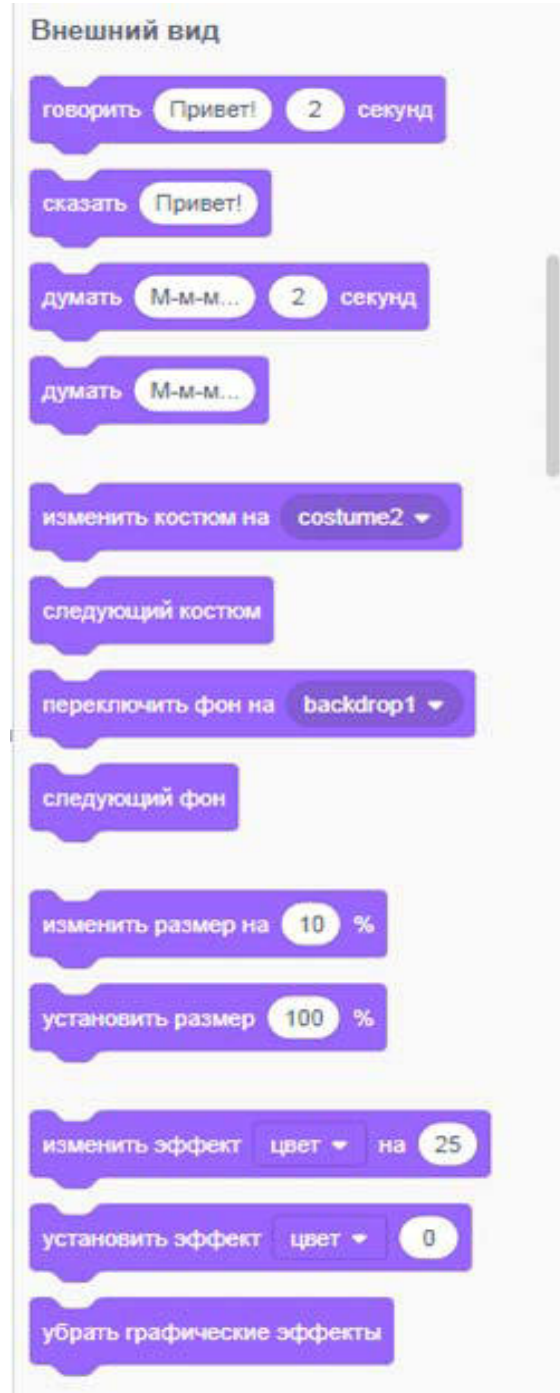 Внешний вид
говорить Привет! 2 секунд
сказать Привет!
думать М-м-м... 2 секунд
думать М-м-м...
изменить костюм на costume2
следующий костюм
переключить фон на backdrop1
следующий фон
изменить размер на 10 %
установить размер 100 %
изменить эффект цвет на 25
установить эффект цвет 0
убрать графические эффекты